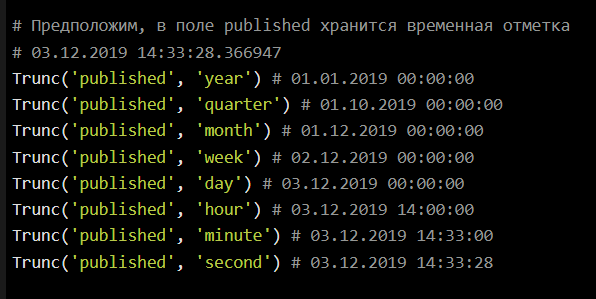 # Предположим, в поле published хранится временная отметка
# 03.12.2019 14:33:28.366947
Trunc('published', 'year') # 01.01.2019 00:00:00
Trunc('published', 'quarter') # 01.10.2019 00:00:00
Trunc('published', 'month') # 01.12.2019 00:00:00
Trunc('published', 'week') # 02.12.2019 00:00:00
Trunc('published', 'day') # 03.12.2019 00:00:00
Trunc('published', 'hour') # 03.12.2019 14:00:00
Trunc('published', 'minute') # 03.12.2019 14:33:00
Trunc('published', 'second') # 03.12.2019 14:33:28